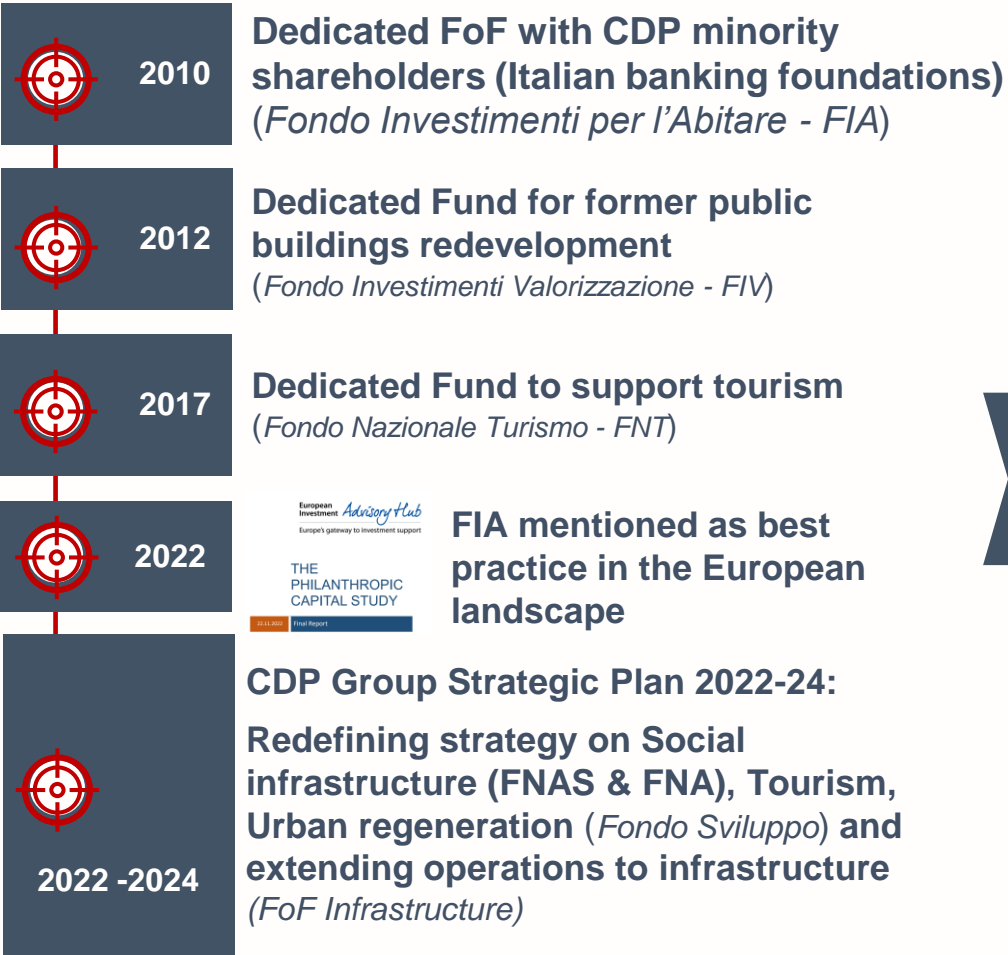 2010
Dedicated FoF with CDP minority
shareholders (Italian banking foundations)
(Fondo Investimenti per l'Abitare - FIA)
2012
Dedicated Fund for former public
buildings redevelopment
(Fondo Investimenti Valorizzazione - FIV)
2017
Dedicated Fund to support tourism
(Fondo Nazionale Turismo - FNT)
2022
European
Investment Advisory Hub
Europe's gateway to investment support
THE
PHILANTHROPIC
CAPITAL STUDY
22.11.2022 Final Report
FIA mentioned as best
practice in the European
landscape
2022 -2024
CDP Group Strategic Plan 2022-24:
Redefining strategy on Social
infrastructure (FNAS & FNA), Tourism,
Urban regeneration (Fondo Sviluppo) and
extending operations to infrastructure
(FoF Infrastructure)